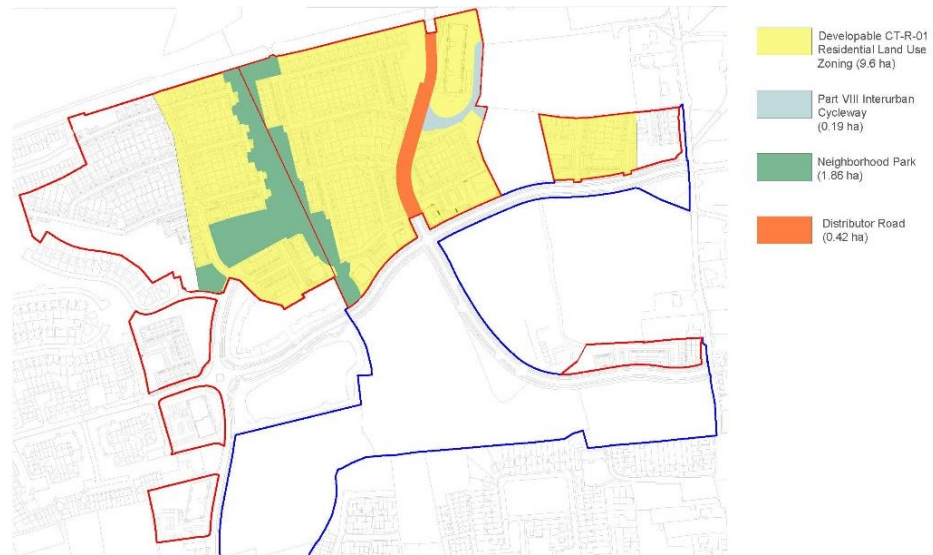 Developable CT-R-01
Residential Land Use
Zoning (9.6 ha)
Part VIII Interurban
Cycleway
(0.19 ha)
Neighborhood Park
(1.86 ha)
Distributor Road
(0.42 ha)